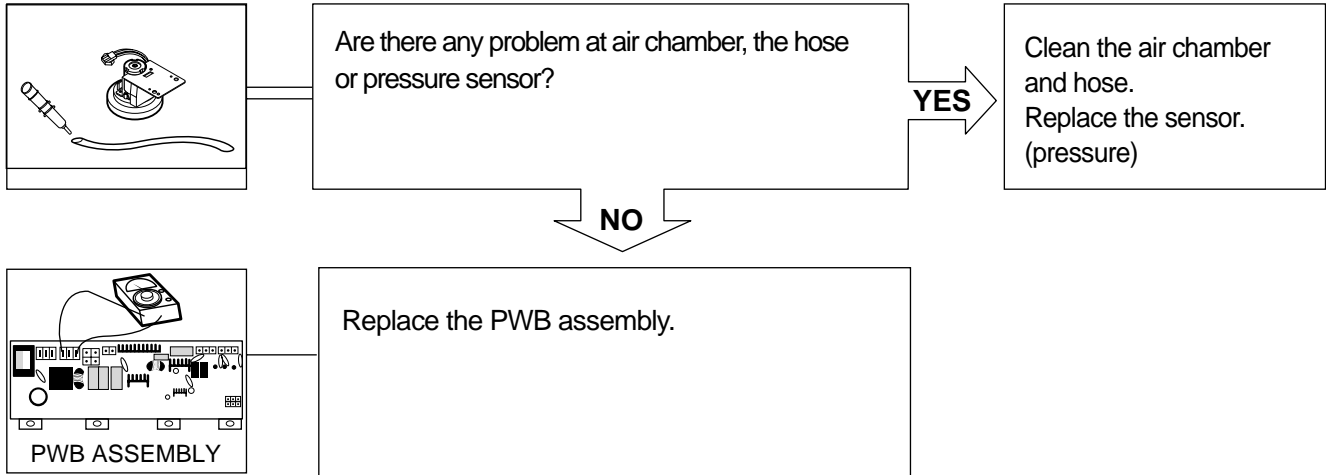 Are there any problem at air chamber, the hose
or pressure sensor?
YES
Clean the air chamber
and hose.
Replace the sensor.
(pressure)
NO
Replace the PWB assembly.
PWB ASSEMBLY